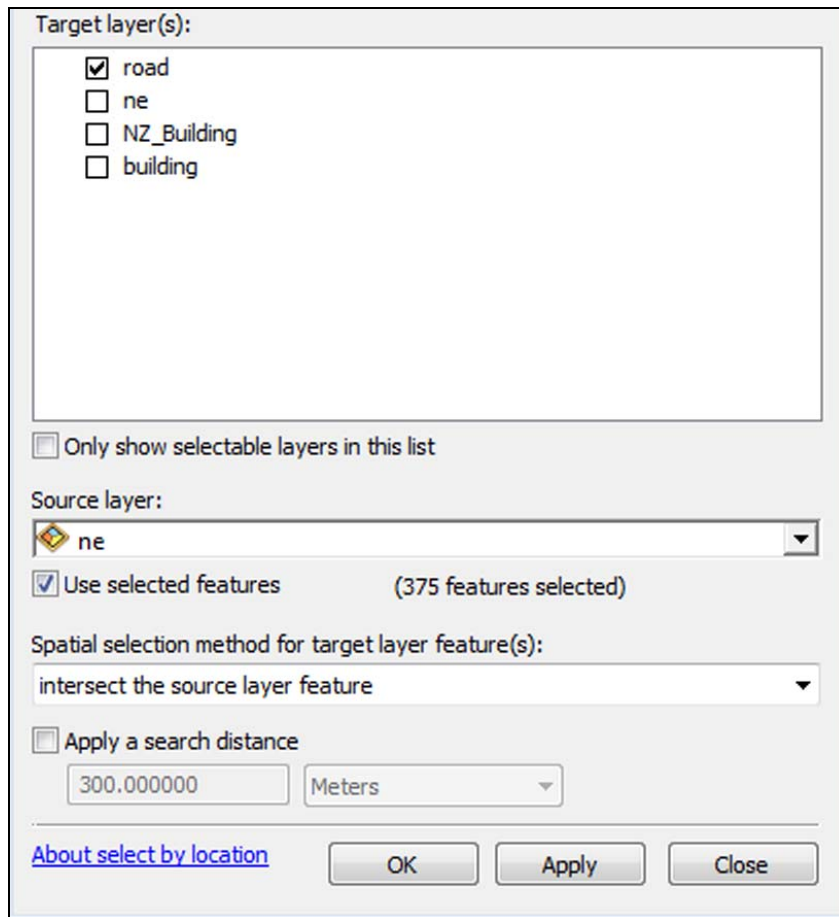 Target layer(s):
road
ne
NZ_Building
building
Only show selectable layers in this list
Source layer:
ne
Use selected features (375 features selected)
Spatial selection method for target layer feature(s):
intersect the source layer feature
Apply a search distance
300.000000 Meters
About select by location OK Apply Close